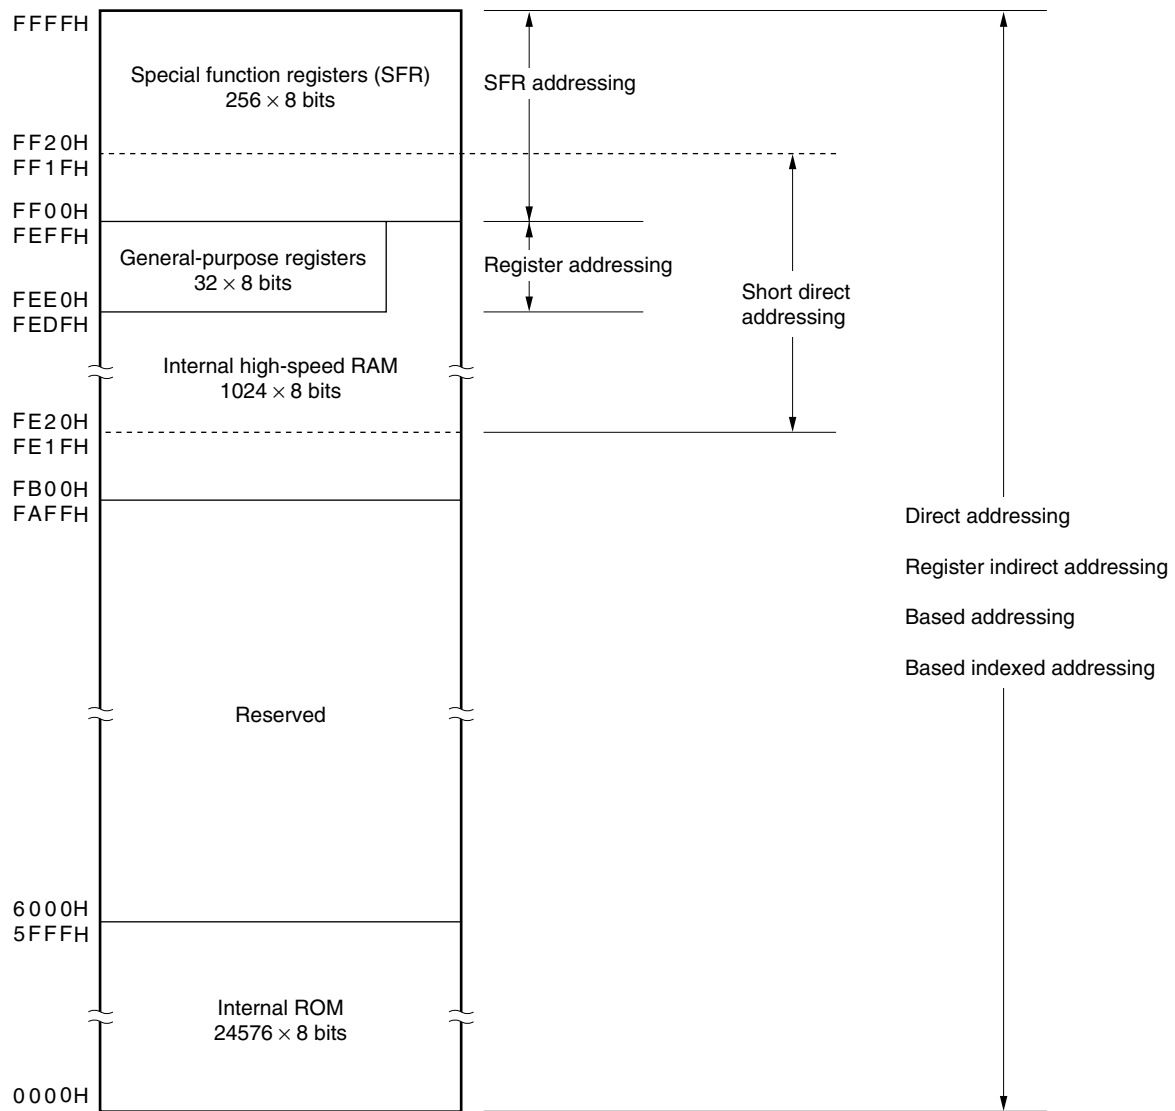 FFFFH
Special function registers (SFR)
256 × 8 bits
SFR addressing
FF20H
FF1FH
FF00H
FEFFH
General-purpose registers
32 × 8 bits
Register addressing
FEE0H
FEDFH
Short direct
addressing
Internal high-speed RAM
1024 × 8 bits
FE20H
FE1FH
FB00H
FAFFH
Direct addressing
Register indirect addressing
Based addressing
Based indexed addressing
Reserved
6000H
5FFFH
Internal ROM
24576 × 8 bits
0000H